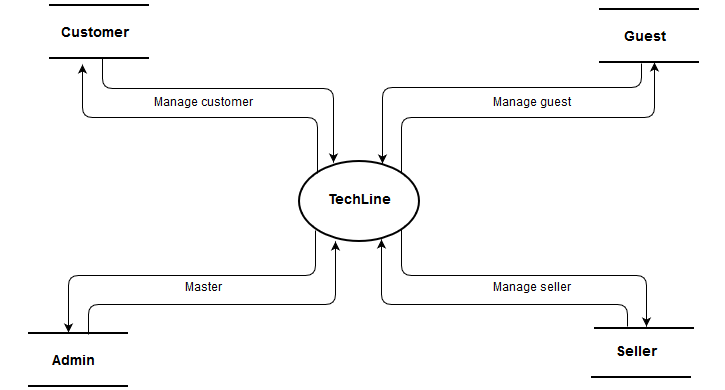 Customer
Guest
Manage customer
Manage guest
TechLine
Master
Manage seller
Admin
Seller